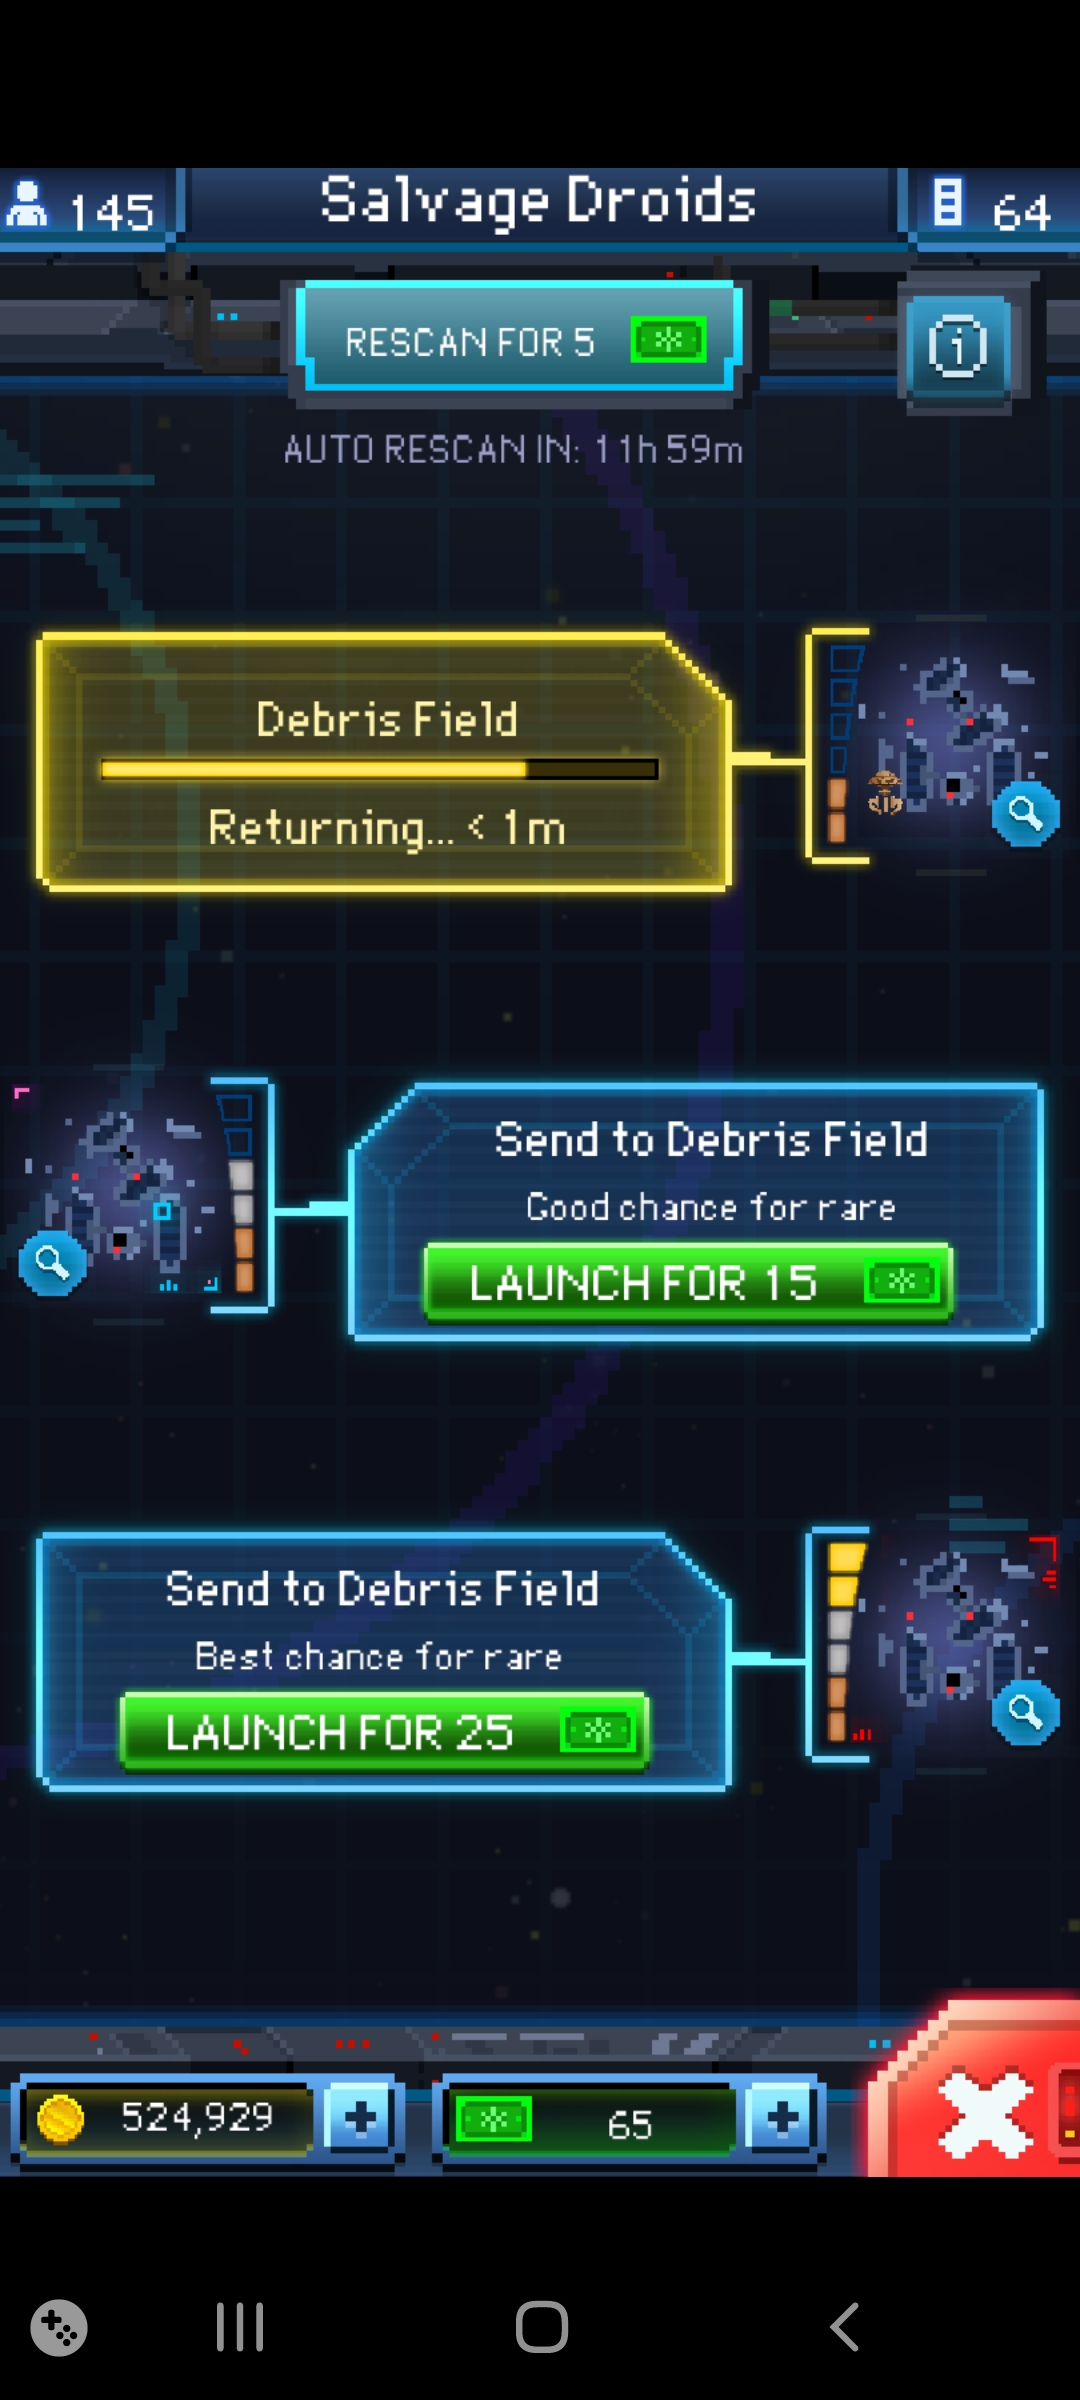 145
Salvage Droids
64
RESCAN FOR 5
AUTO RESCAN IN: 11h 59m
Debris Field
Returning... < 1m
Send to Debris Field
Good chance for rare
LAUNCH FOR 15
Send to Debris Field
Best chance for rare
LAUNCH FOR 25
524,929
65